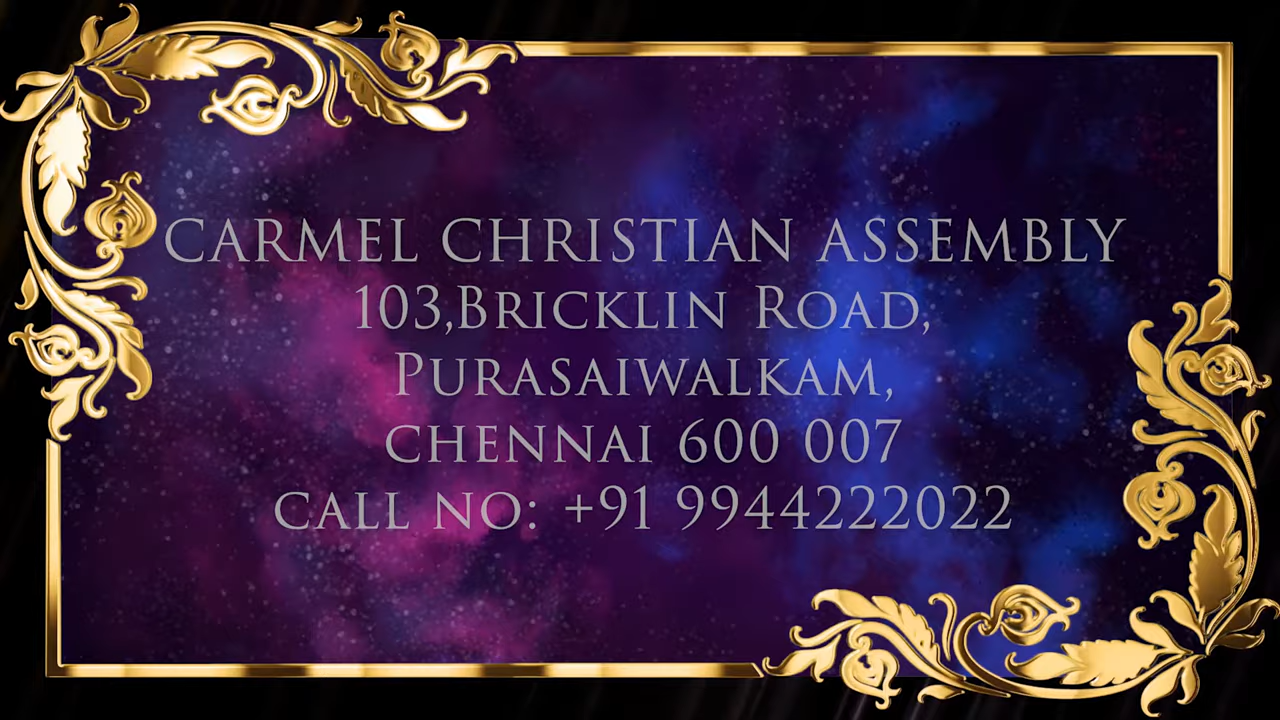 CARMEL CHRISTIAN ASSEMBLY
103,Bricklin Road,
Purasaiwalkam,
chennai 600 007
call no: +91 9944222022